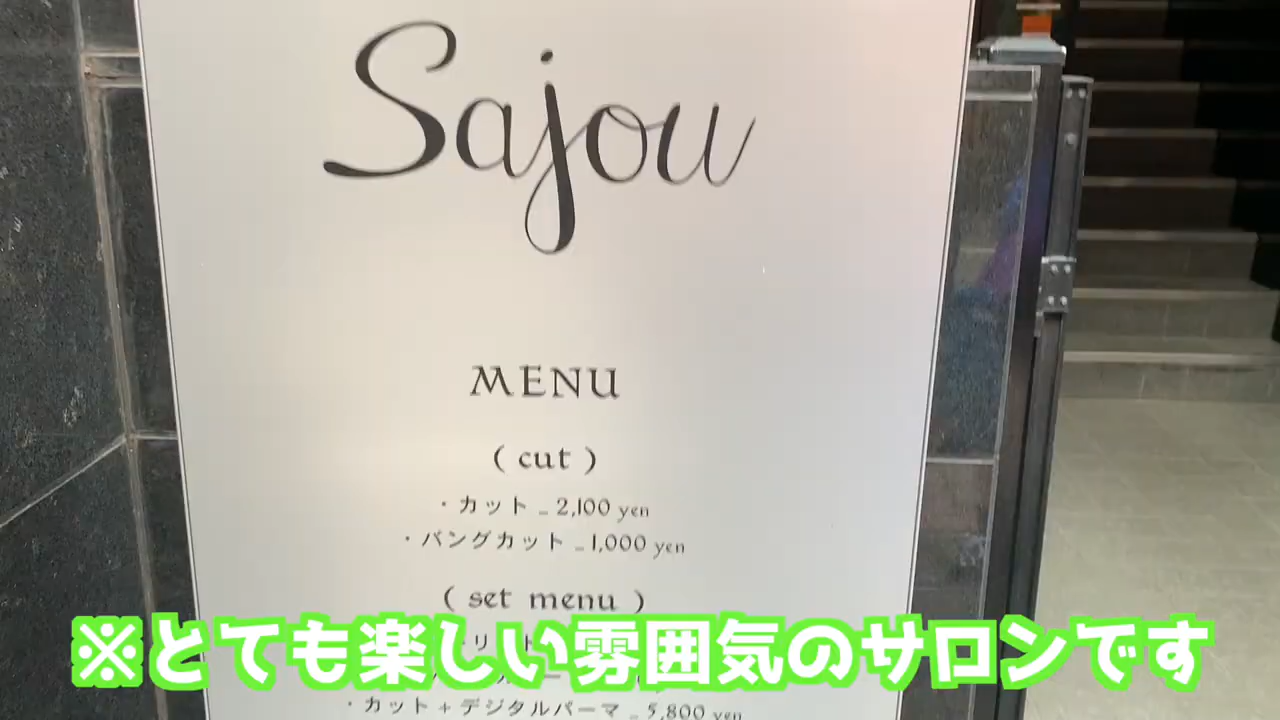 Sajou
MENU
( cut )
・カット _ 2,100 yen
・バングカット _ 1,000 yen
( set menu )
※とても楽しい雰囲気のサロンです
・カット + デジタルパーマ _ 5,800 yen